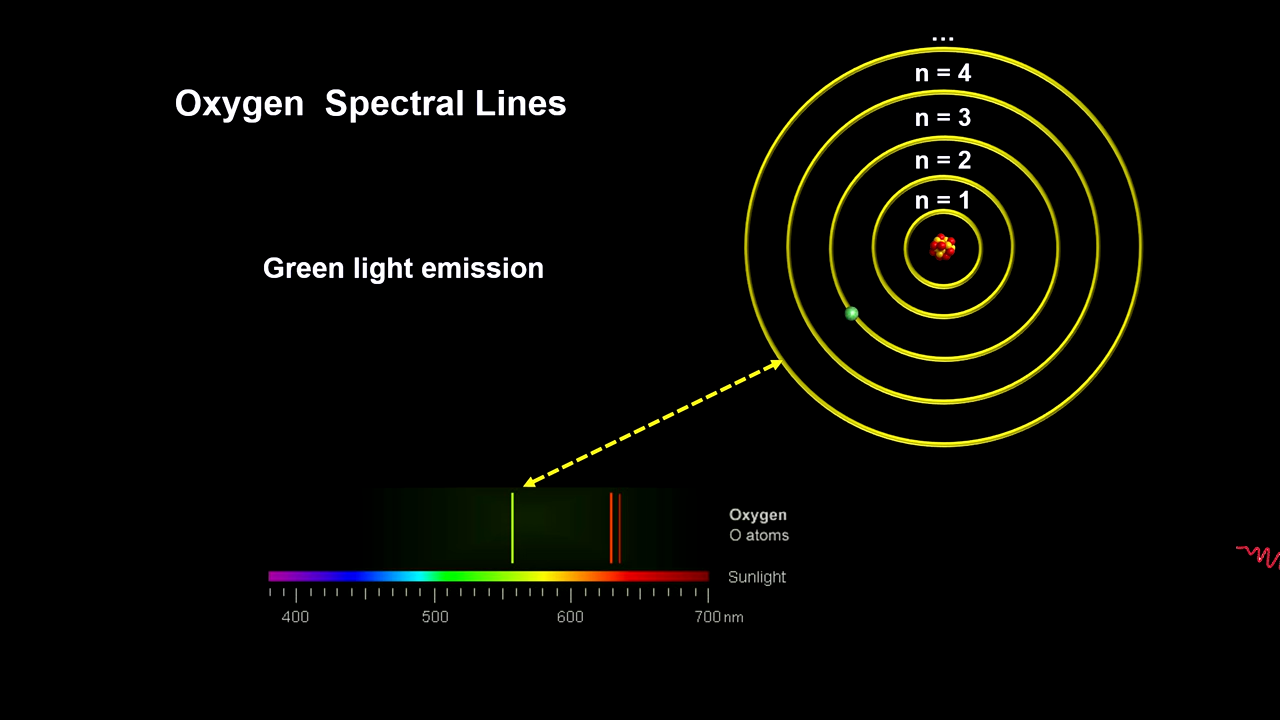 Oxygen  Spectral Lines
Green light emission
...
n = 4
n = 3
n = 2
n = 1
Oxygen
O atoms
Sunlight
400 500 600 700 nm